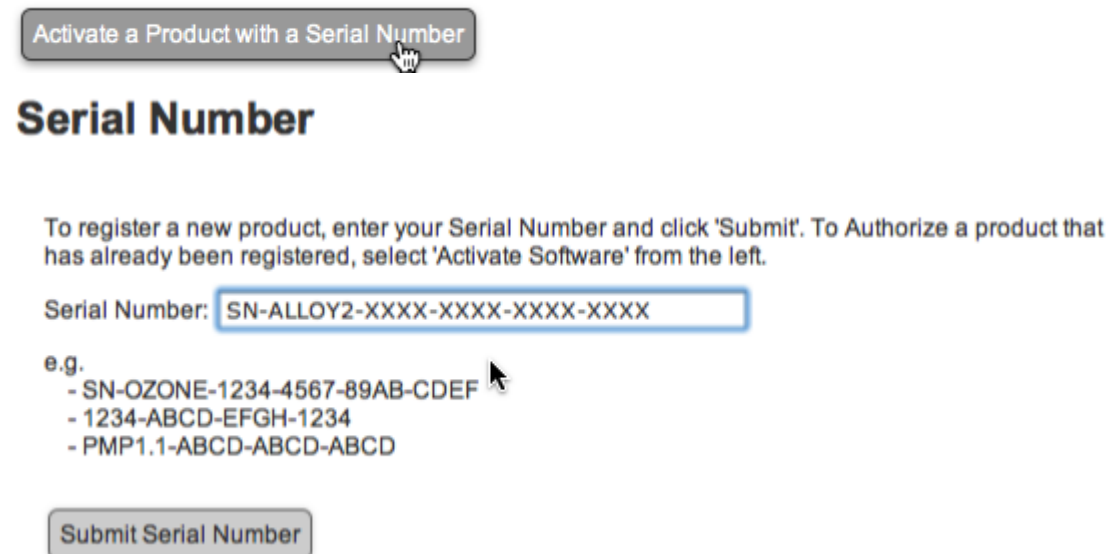 Activate a Product with a Serial Number
Serial Number
To register a new product, enter your Serial Number and click 'Submit'. To Authorize a product that
has already been registered, select 'Activate Software' from the left.
Serial Number: SN-ALLOY2-XXXX-XXXX-XXXX-XXXX
e.g.
- SN-OZONE-1234-4567-89AB-CDEF
- 1234-ABCD-EFGH-1234
- PMP1.1-ABCD-ABCD-ABCD
Submit Serial Number